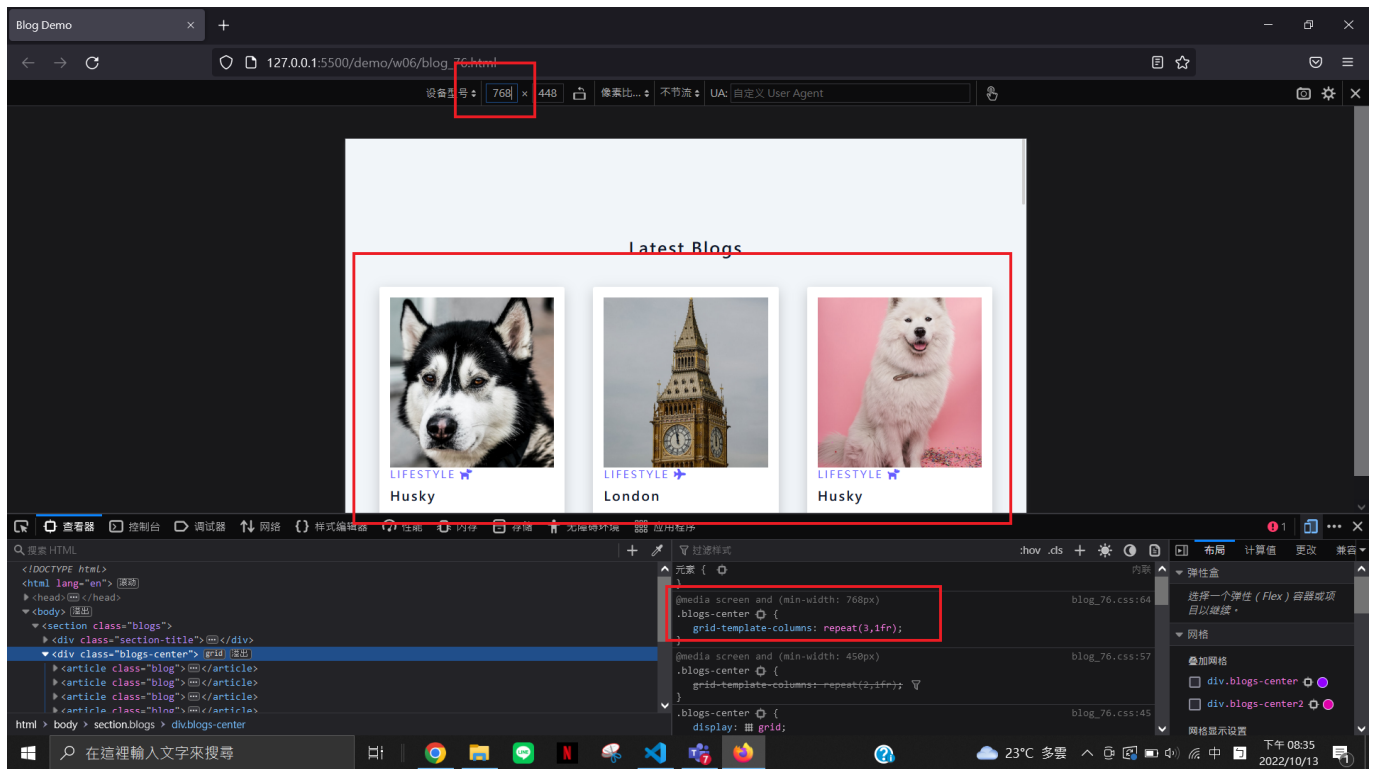 Blog Demo
127.0.0.1:5500/demo/w06/blog_76.html
设备型号 768 × 448 像素比... 不节流 UA: 自定义 User Agent
Latest Blogs
LIFESTYLE LIFESTYLE LIFESTYLE
Husky London Husky
查看器 控制台 调试器 网络 {} 样式编辑器 性能 内存 存储 无障碍环境 应用程序 1
搜索 HTML
<!DOCTYPE html>
<html lang="en"> 滚动
<head> </head>
<body> 溢出
<section class="blogs">
<div class="section-title"> </div>
<div class="blogs-center"> grid 溢出
<article class="blog"> </article>
<article class="blog"> </article>
<article class="blog"> </article>
<article class="blog"> </article>
html > body > section.blogs > div.blogs-center
过滤样式 :hov .cls
元素 { 内联
}
@media screen and (min-width: 768px) blog_76.css:64
.blogs-center {
grid-template-columns: repeat(3,1fr);
}
@media screen and (min-width: 450px) blog_76.css:57
.blogs-center {
grid-template-columns: repeat(2,1fr);
}
.blogs-center { blog_76.css:45
display: grid;
布局 计算值 更改 兼容
弹性盒
选择一个弹性（Flex）容器或项
目以继续。
网格
叠加网格
div.blogs-center
div.blogs-center2
网格显示设置
在這裡輸入文字來搜尋
7
23°C 多雲 中
下午 08:35
2022/10/13
1